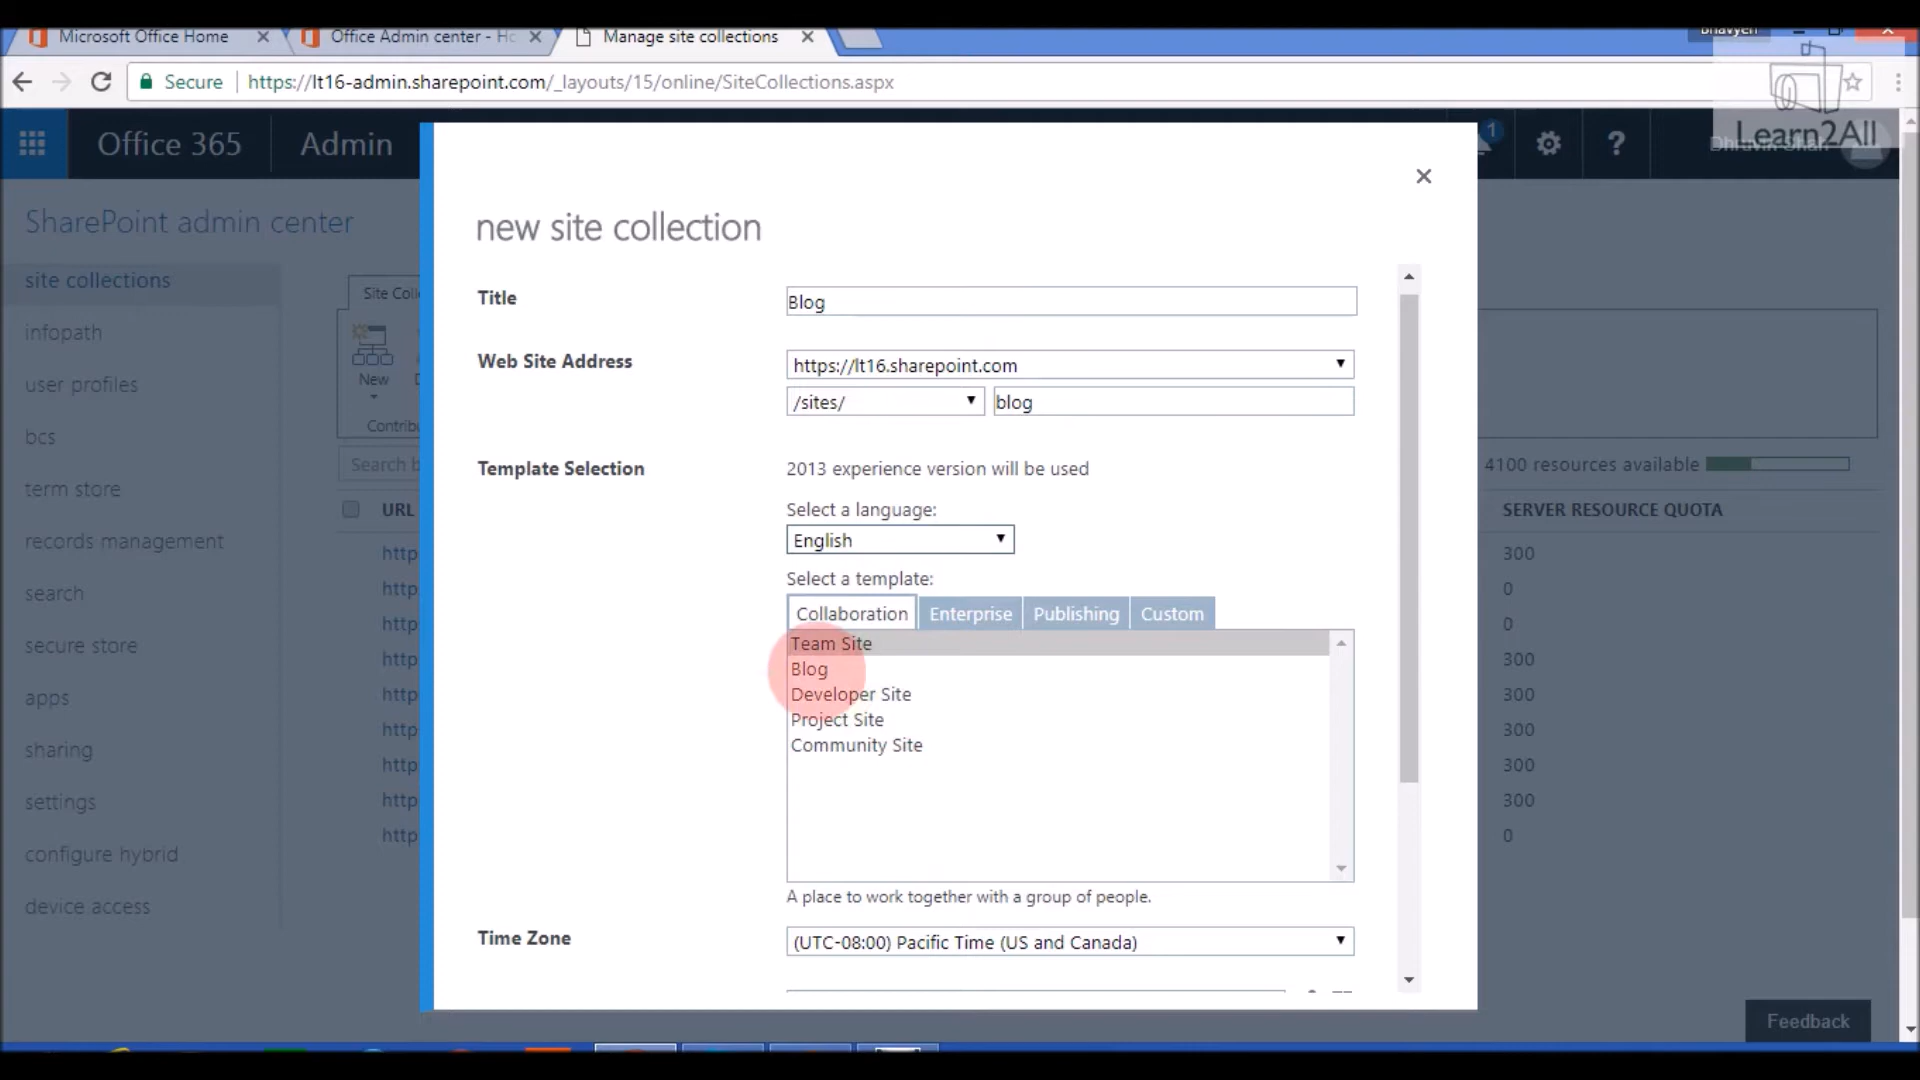 Microsoft Office Home
Office Admin center - Ho
Manage site collections
Bhavyen
Secure
https://lt16-admin.sharepoint.com/_layouts/15/online/SiteCollections.aspx
Learn2All
Office 365
Admin
1
?
Dhruvin Shah
SharePoint admin center
site collections
infopath
user profiles
bcs
term store
records management
search
secure store
apps
sharing
settings
configure hybrid
device access
Site Coll
New
Contribu
Search b
URL
http
http
http
http
http
http
http
http
http
new site collection
Title
Blog
Web Site Address
https://lt16.sharepoint.com
/sites/
blog
Template Selection
2013 experience version will be used
Select a language:
English
Select a template:
Collaboration
Enterprise
Publishing
Custom
Team Site
Blog
Developer Site
Project Site
Community Site
A place to work together with a group of people.
Time Zone
(UTC-08:00) Pacific Time (US and Canada)
4100 resources available
SERVER RESOURCE QUOTA
300
0
0
300
300
300
300
300
0
Feedback